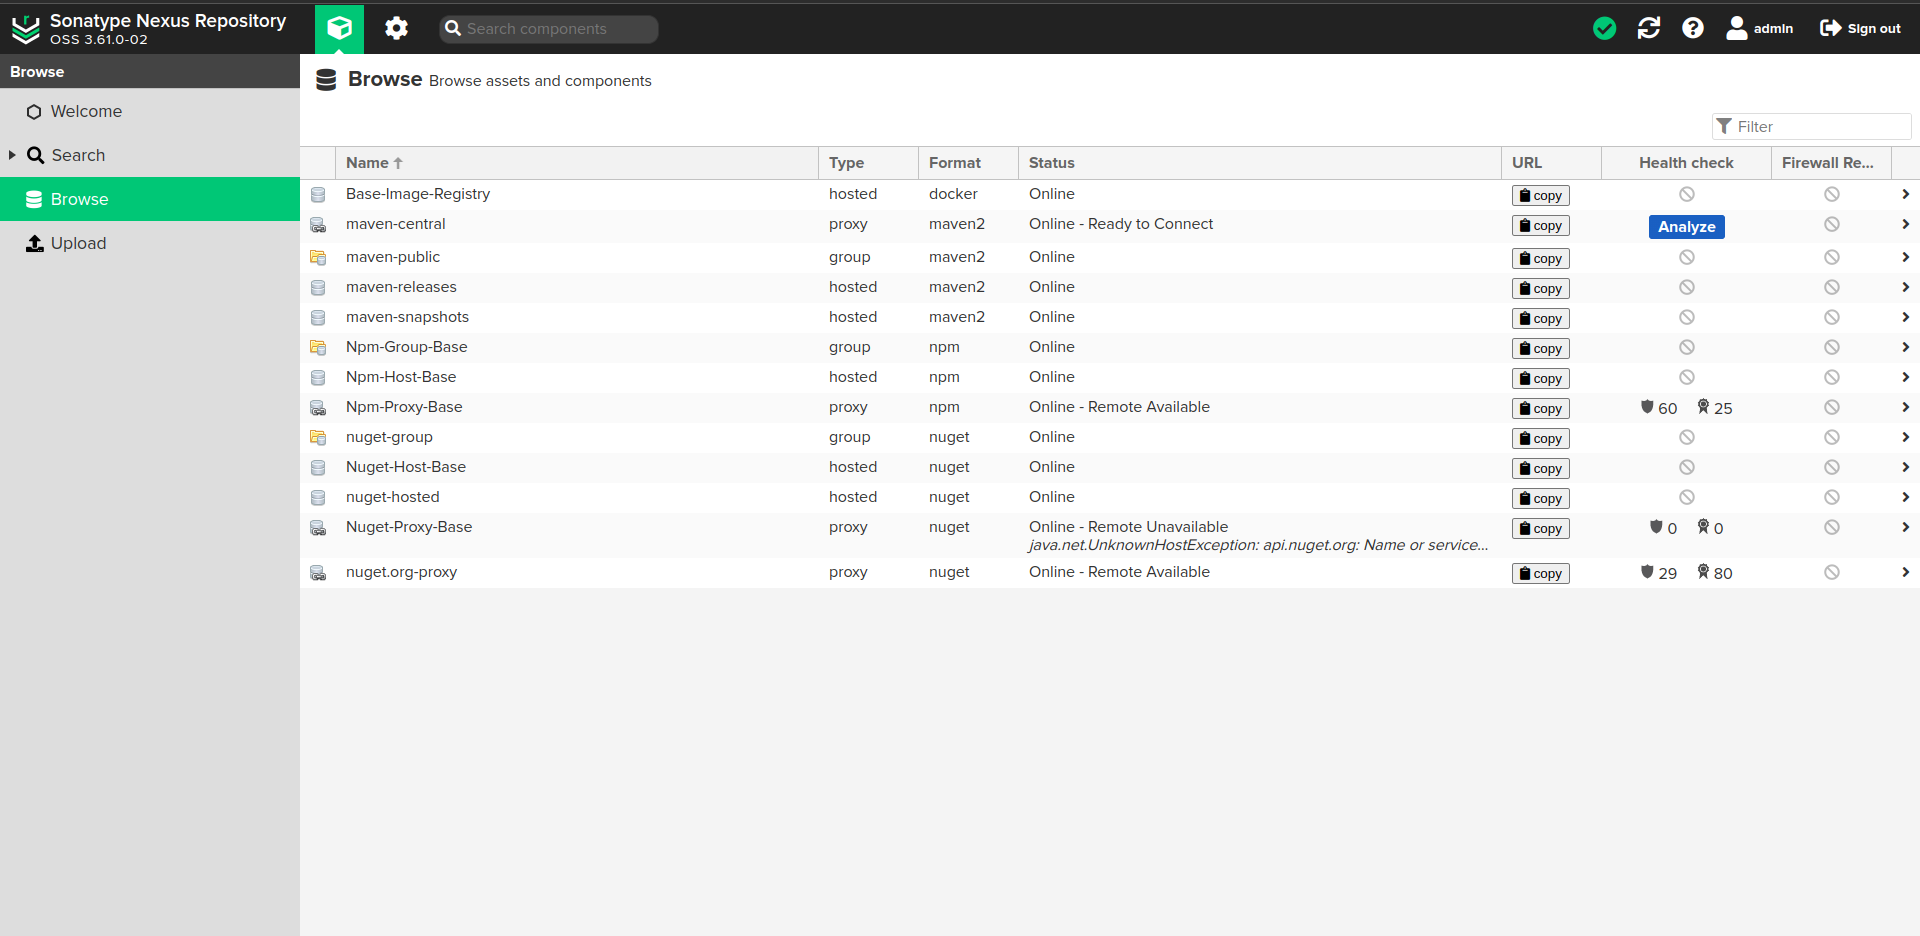 Sonatype Nexus Repository
OSS 3.61.0-02
Search components
admin
Sign out
Browse
Welcome
Search
Browse
Upload
Browse Browse assets and components
Filter
Name Type Format Status URL Health check Firewall Re...
Base-Image-Registry hosted docker Online copy
maven-central proxy maven2 Online - Ready to Connect copy Analyze
maven-public group maven2 Online copy
maven-releases hosted maven2 Online copy
maven-snapshots hosted maven2 Online copy
Npm-Group-Base group npm Online copy
Npm-Host-Base hosted npm Online copy
Npm-Proxy-Base proxy npm Online - Remote Available copy 60 25
nuget-group group nuget Online copy
Nuget-Host-Base hosted nuget Online copy
nuget-hosted hosted nuget Online copy
Nuget-Proxy-Base proxy nuget Online - Remote Unavailable copy 0 0
java.net.UnknownHostException: api.nuget.org: Name or service...
nuget.org-proxy proxy nuget Online - Remote Available copy 29 80